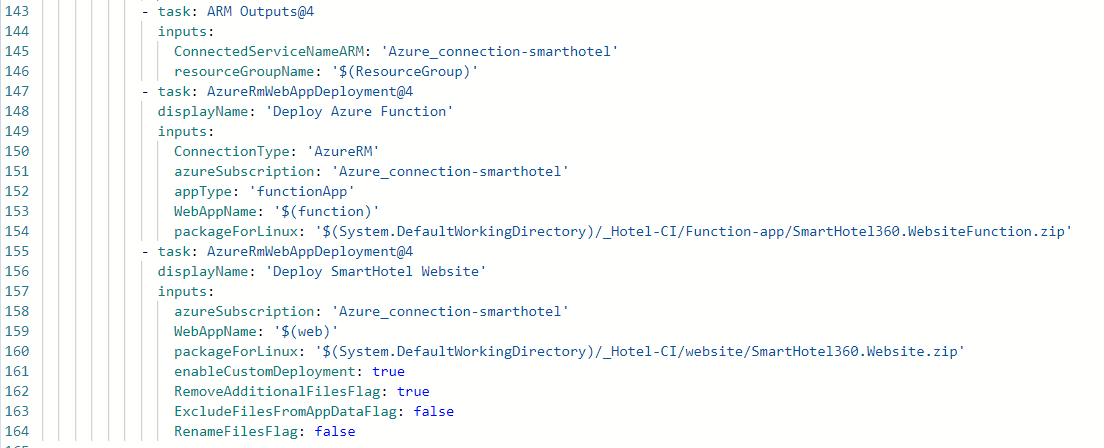 143 - task: ARM Outputs@4
144 inputs:
145 ConnectedServiceNameARM: 'Azure_connection-smarthotel'
146 resourceGroupName: '$(ResourceGroup)'
147 - task: AzureRmWebAppDeployment@4
148 displayName: 'Deploy Azure Function'
149 inputs:
150 ConnectionType: 'AzureRM'
151 azureSubscription: 'Azure_connection-smarthotel'
152 appType: 'functionApp'
153 WebAppName: '$(function)'
154 packageForLinux: '$(System.DefaultWorkingDirectory)/_Hotel-CI/Function-app/SmartHotel360.WebsiteFunction.zip'
155 - task: AzureRmWebAppDeployment@4
156 displayName: 'Deploy SmartHotel Website'
157 inputs:
158 azureSubscription: 'Azure_connection-smarthotel'
159 WebAppName: '$(web)'
160 packageForLinux: '$(System.DefaultWorkingDirectory)/_Hotel-CI/website/SmartHotel360.Website.zip'
161 enableCustomDeployment: true
162 RemoveAdditionalFilesFlag: true
163 ExcludeFilesFromAppDataFlag: false
164 RenameFilesFlag: false